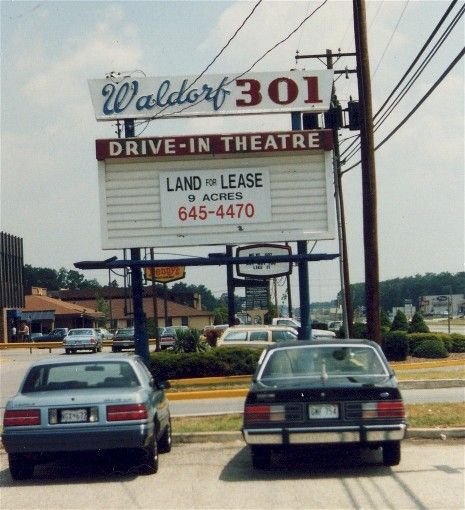 Waldorf 301
DRIVE-IN THEATRE
LAND FOR LEASE
9 ACRES
645-4470